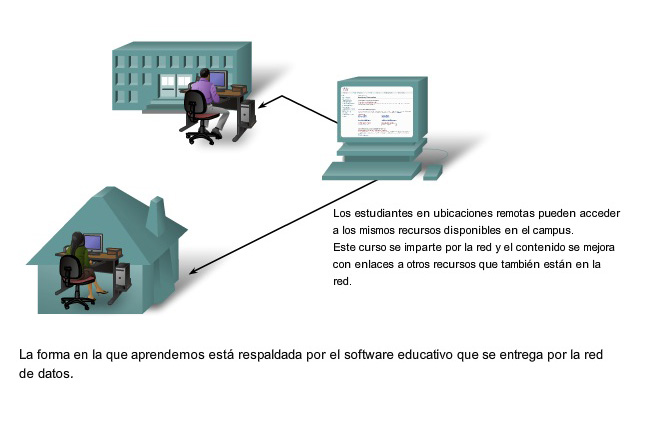 Los estudiantes en ubicaciones remotas pueden acceder
a los mismos recursos disponibles en el campus.
Este curso se imparte por la red y el contenido se mejora
con enlaces a otros recursos que también están en la
red.
La forma en la que aprendemos está respaldada por el software educativo que se entrega por la red
de datos.